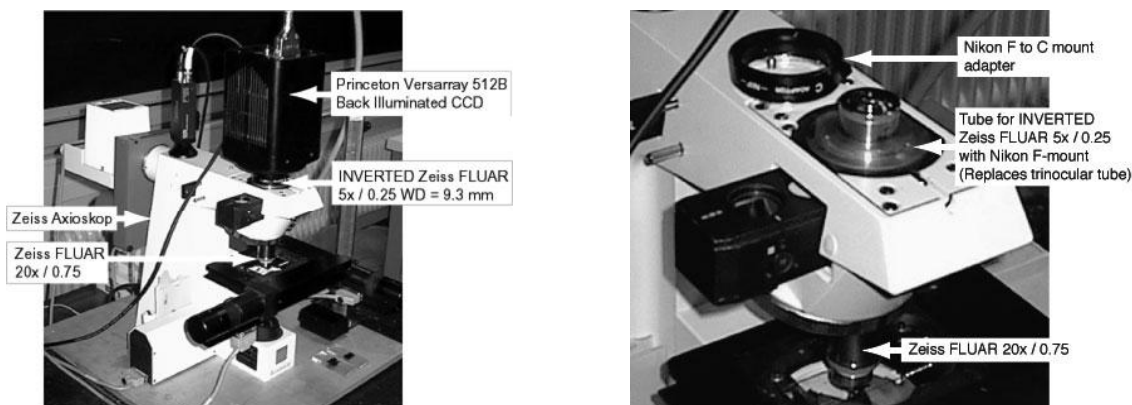 Princeton Versarray 512B
Back Illuminated CCD
INVERTED Zeiss FLUAR
5x / 0.25 WD = 9.3 mm
Zeiss Axioskop
Zeiss FLUAR
20x / 0.75
Nikon F to C mount
adapter
Tube for INVERTED
Zeiss FLUAR 5x / 0.25
with Nikon F-mount
(Replaces trinocular tube)
Zeiss FLUAR 20x / 0.75